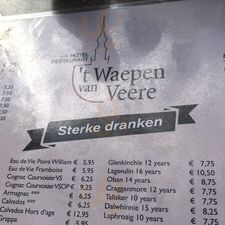 *** HOTEL
RESTAURANT
't Waepen
van Veere
Sterke dranken
Eau de Vie Poire William € 5,95
Eau de Vie Framboise € 5,95
Cognac Courvoisier VS € 6,25
Cognac Courvoisier VSOP € 9,25
Armagnac *** € 6,25
Calvados *** € 6,25
Calvados Hors d'age € 12,95
Grappa € 5,95
Glenkinchie 12 years € 7,75
Lagavulin 16 years € 10,50
Oban 14 years € 8,75
Cragganmore 12 years € 7,75
Talisker 10 years € 7,75
Dalwhinnie 15 years € 8,25
Laphroaig 10 years € 7,75